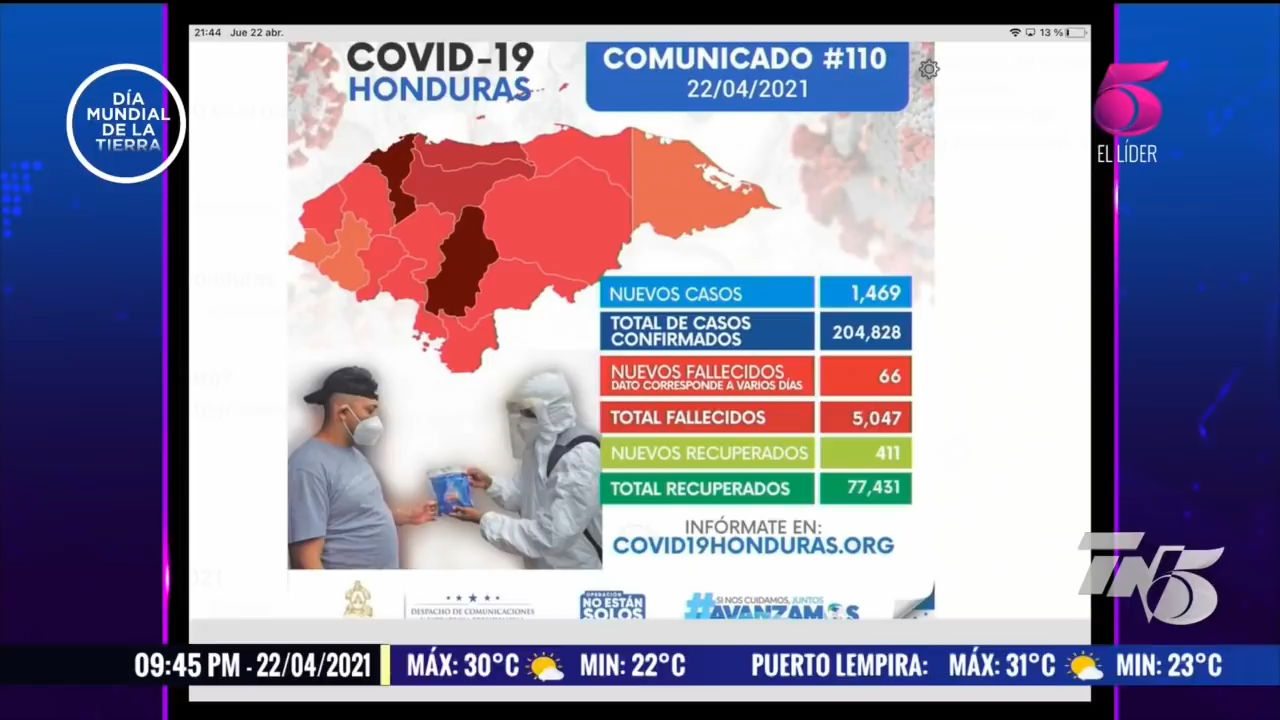 21:44 Jue 22 abr.
13 %
COVID-19
HONDURAS
COMUNICADO #110
22/04/2021
DÍA
MUNDIAL
DE LA
TIERRA
5
EL LÍDER
NUEVOS CASOS 1,469
TOTAL DE CASOS
CONFIRMADOS 204,828
NUEVOS FALLECIDOS
DATO CORRESPONDE A VARIOS DÍAS 66
TOTAL FALLECIDOS 5,047
NUEVOS RECUPERADOS 411
TOTAL RECUPERADOS 77,431
INFÓRMATE EN:
COVID19HONDURAS.ORG
DESPACHO DE COMUNICACIONES
OPERACIÓN
NO ESTÁN
SOLOS
#SI NOS CUIDAMOS, JUNTOS
AVANZAMOS
TN5
09:45 PM - 22/04/2021 MÁX: 30°C MIN: 22°C PUERTO LEMPIRA: MÁX: 31°C MIN: 23°C